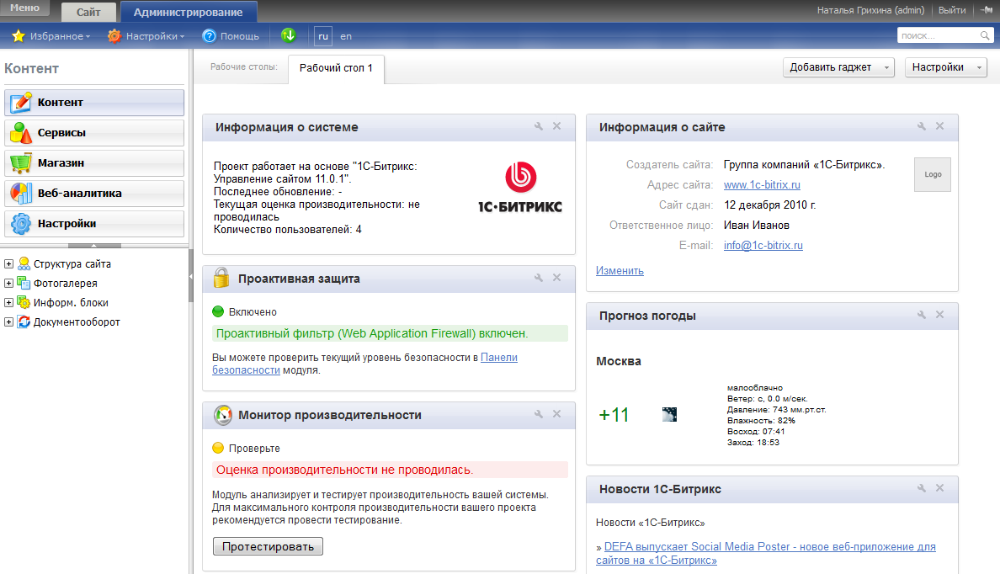 Меню
Сайт
Администрирование
Наталья Грихина (admin)
Выйти
Избранное
Настройки
Помощь
ru
en
поиск...
Контент
Контент
Сервисы
Магазин
Веб-аналитика
Настройки
Структура сайта
Фотогалерея
Информ. блоки
Документооборот
Рабочие столы:
Рабочий стол 1
Добавить гаджет
Настройки
Информация о системе
Проект работает на основе "1С-Битрикс:
Управление сайтом 11.0.1".
Последнее обновление: -
Текущая оценка производительности: не
проводилась
Количество пользователей: 4
1С·БИТРИКС
Проактивная защита
Включено
Проактивный фильтр (Web Application Firewall) включен.
Вы можете проверить текущий уровень безопасности в Панели
безопасности модуля.
Монитор производительности
Проверьте
Оценка производительности не проводилась.
Модуль анализирует и тестирует производительность вашей системы.
Для максимального контроля производительности вашего проекта
рекомендуется провести тестирование.
Протестировать
Информация о сайте
Создатель сайта: Группа компаний «1С-Битрикс».
Адрес сайта: www.1c-bitrix.ru
Сайт сдан: 12 декабря 2010 г.
Ответственное лицо: Иван Иванов
E-mail: info@1c-bitrix.ru
Logo
Изменить
Прогноз погоды
Москва
+11
малооблачно
Ветер: с, 0.0 м/сек.
Давление: 743 мм.рт.ст.
Влажность: 82%
Восход: 07:41
Заход: 18:53
Новости 1С-Битрикс
Новости «1С-Битрикс»
» DEFA выпускает Social Media Poster - новое веб-приложение для
сайтов на «1С-Битрикс»